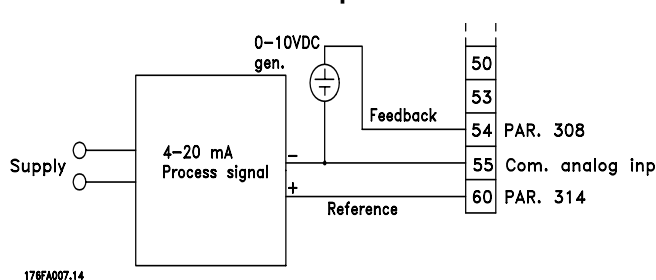 0-10VDC
gen.
50
53
Feedback
54 PAR. 308
4-20 mA
Process signal
Supply
-
55 Com. analog inp
+
60 PAR. 314
Reference
176FA007.14